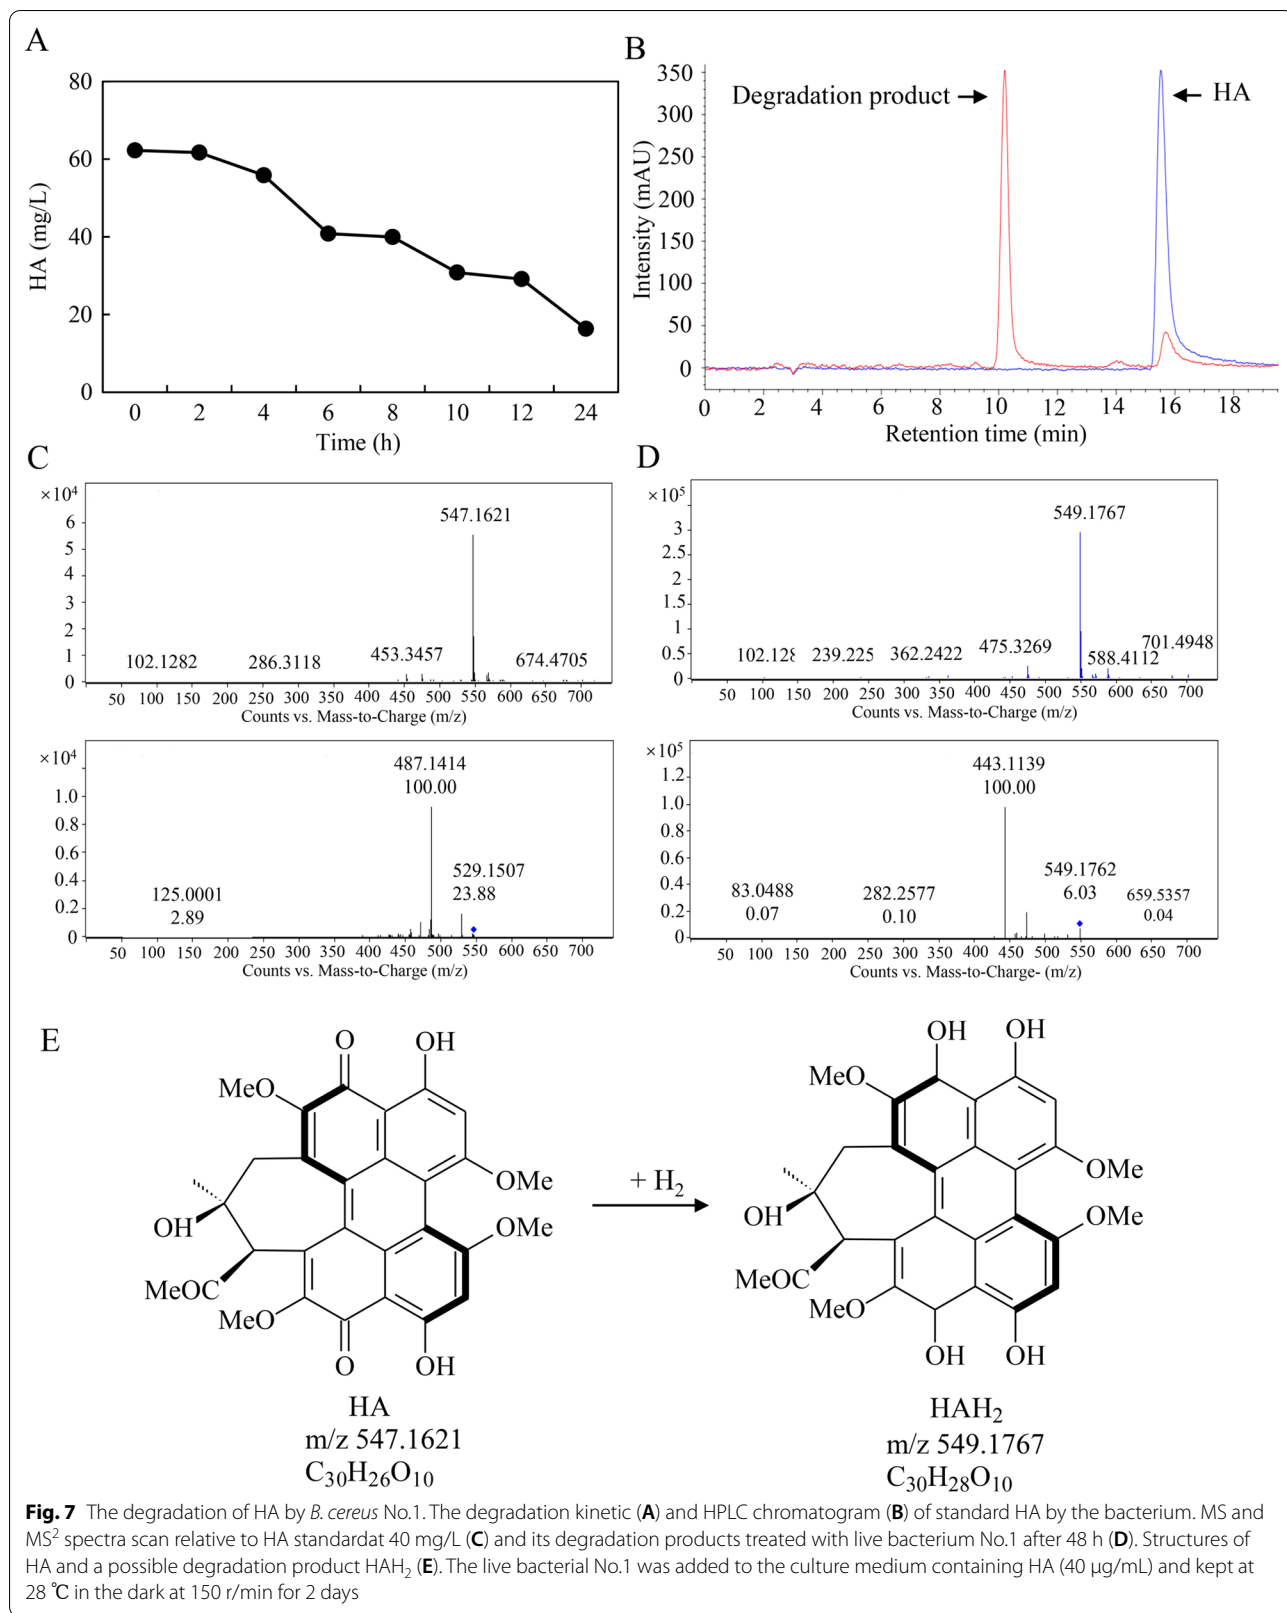 A
80
60
40
20
0
HA (mg/L)
0 2 4 6 8 10 12 24
Time (h)
B
350
300
250
200
150
100
50
0
Intensity (mAU)
Degradation product
HA
0 2 4 6 8 10 12 14 16 18
Retention time (min)
C
×10⁴
6
5
4
3
2
1
0
547.1621
102.1282 286.3118 453.3457 674.4705
50 100 150 200 250 300 350 400 450 500 550 600 650 700
Counts vs. Mass-to-Charge (m/z)
×10⁴
1.0
0.8
0.6
0.4
0.2
0
487.1414
100.00
529.1507
23.88
125.0001
2.89
50 100 150 200 250 300 350 400 450 500 550 600 650 700
Counts vs. Mass-to-Charge (m/z)
D
×10⁵
3
2.5
2
1.5
1
0.5
0
549.1767
102.128 239.225 362.2422 475.3269 588.4112 701.4948
50 100 150 200 250 300 350 400 450 500 550 600 650 700
Counts vs. Mass-to-Charge (m/z)
×10⁵
1.2
1.0
0.8
0.6
0.4
0.2
0
443.1139
100.00
549.1762
6.03
83.0488
0.07
282.2577
0.10
659.5357
0.04
50 100 150 200 250 300 350 400 450 500 550 600 650 700
Counts vs. Mass-to-Charge- (m/z)
E
O OH
MeO
OMe
OMe
OH
MeOC
MeO
O OH
HA
m/z 547.1621
C₃₀H₂₆O₁₀
+ H₂
OH OH
MeO
OMe
OMe
OH
MeOC
MeO
OH OH
HAH₂
m/z 549.1767
C₃₀H₂₈O₁₀
Fig. 7 The degradation of HA by B. cereus No.1. The degradation kinetic (A) and HPLC chromatogram (B) of standard HA by the bacterium. MS and
MS² spectra scan relative to HA standardat 40 mg/L (C) and its degradation products treated with live bacterium No.1 after 48 h (D). Structures of
HA and a possible degradation product HAH₂ (E). The live bacterial No.1 was added to the culture medium containing HA (40 μg/mL) and kept at
28 ℃ in the dark at 150 r/min for 2 days